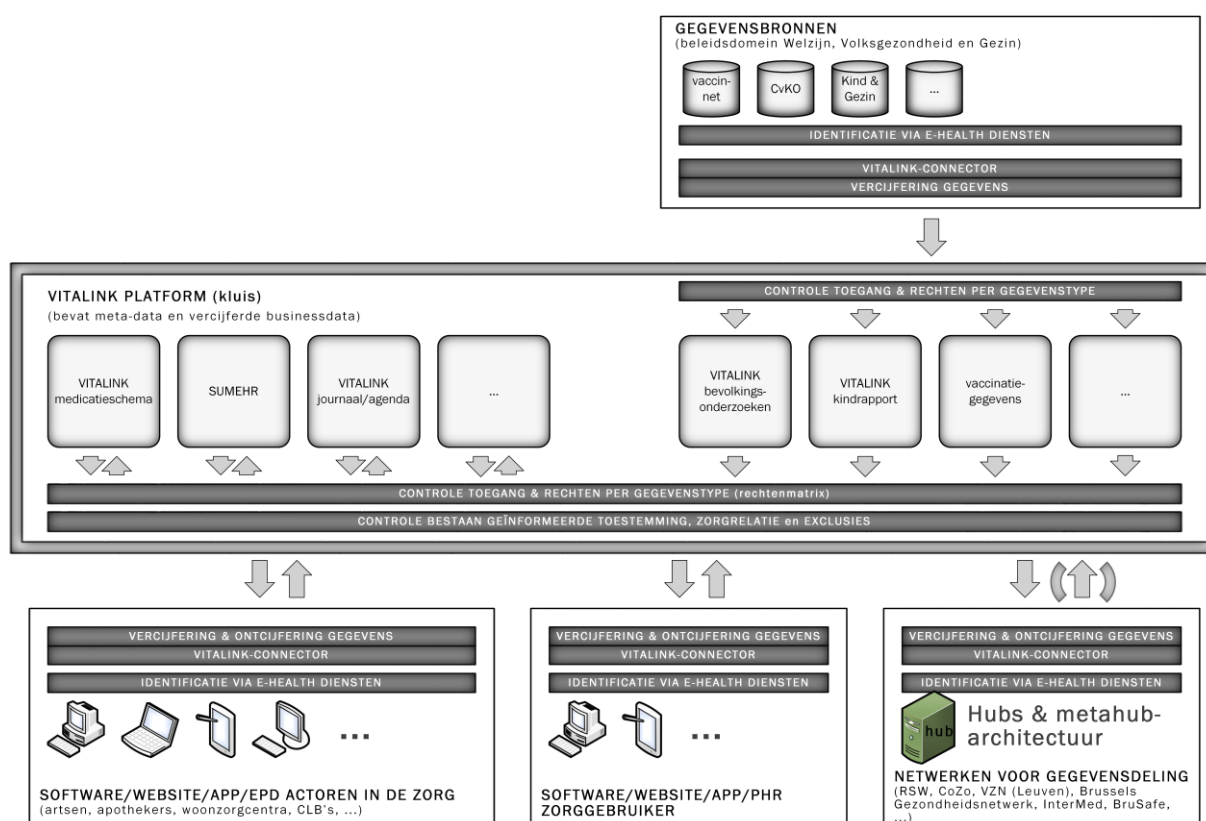 GEGEVENSBRONNEN
(beleidsdomein Welzijn, Volksgezondheid en Gezin)
vaccin-
net
CvKO
Kind &
Gezin
...
IDENTIFICATIE VIA E-HEALTH DIENSTEN
VITALINK-CONNECTOR
VERCIJFERING GEGEVENS
VITALINK PLATFORM (kluis)
(bevat meta-data en vercijferde businessdata)
CONTROLE TOEGANG & RECHTEN PER GEGEVENSTYPE
VITALINK
medicatieschema
SUMEHR
VITALINK
journaal/agenda
...
VITALINK
bevolkings-
onderzoeken
VITALINK
kindrapport
vaccinatie-
gegevens
...
CONTROLE TOEGANG & RECHTEN PER GEGEVENSTYPE (rechtenmatrix)
CONTROLE BESTAAN GEÏNFORMEERDE TOESTEMMING, ZORGRELATIE en EXCLUSIES
VERCIJFERING & ONTCIJFERING GEGEVENS
VITALINK-CONNECTOR
IDENTIFICATIE VIA E-HEALTH DIENSTEN
...
SOFTWARE/WEBSITE/APP/EPD ACTOREN IN DE ZORG
(artsen, apothekers, woonzorgcentra, CLB's, ...)
VERCIJFERING & ONTCIJFERING GEGEVENS
VITALINK-CONNECTOR
IDENTIFICATIE VIA E-HEALTH DIENSTEN
...
SOFTWARE/WEBSITE/APP/PHR
ZORGGEBRUIKER
VERCIJFERING & ONTCIJFERING GEGEVENS
VITALINK-CONNECTOR
IDENTIFICATIE VIA E-HEALTH DIENSTEN
hub
Hubs & metahub-
architectuur
NETWERKEN VOOR GEGEVENSDELING
(RSW, CoZo, VZN (Leuven), Brussels
Gezondheidsnetwerk, InterMed, BruSafe,
...)